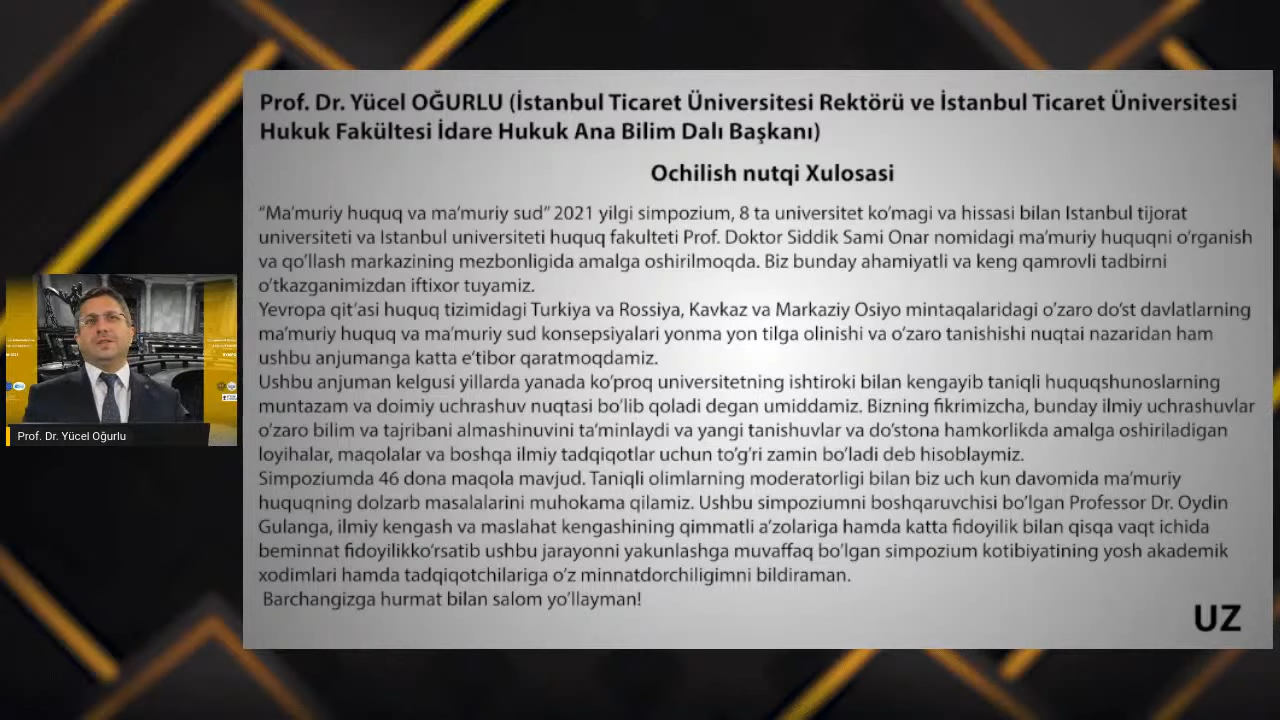 Prof. Dr. Yücel OĞURLU (İstanbul Ticaret Üniversitesi Rektörü ve İstanbul Ticaret Üniversitesi
Hukuk Fakültesi İdare Hukuk Ana Bilim Dalı Başkanı)
Ochilish nutqi Xulosasi
“Ma’muriy huquq va ma’muriy sud” 2021 yilgi simpozium, 8 ta universitet ko’magi va hissasi bilan Istanbul tijorat
universiteti va Istanbul universiteti huquq fakulteti Prof. Doktor Siddik Sami Onar nomidagi ma’muriy huquqni o’rganish
va qo’llash markazining mezbonligida amalga oshirilmoqda. Biz bunday ahamiyatli va keng qamrovli tadbirni
o’tkazganimizdan iftixor tuyamiz.
Yevropa qit’asi huquq tizimidagi Turkiya va Rossiya, Kavkaz va Markaziy Osiyo mintaqalaridagi o’zaro do’st davlatlarning
ma’muriy huquq va ma’muriy sud konsepsiyalari yonma yon tilga olinishi va o’zaro tanishishi nuqtai nazaridan ham
ushbu anjumanga katta e’tibor qaratmoqdamiz.
Ushbu anjuman kelgusi yillarda yanada ko’proq universitetning ishtiroki bilan kengayib taniqli huquqshunoslarning
muntazam va doimiy uchrashuv nuqtasi bo’lib qoladi degan umiddamiz. Bizning fikrimizcha, bunday ilmiy uchrashuvlar
o’zaro bilim va tajribani almashinuvini ta’minlaydi va yangi tanishuvlar va do’stona hamkorlikda amalga oshiriladigan
loyihalar, maqolalar va boshqa ilmiy tadqiqotlar uchun to’g’ri zamin bo’ladi deb hisoblaymiz.
Simpoziumda 46 dona maqola mavjud. Taniqli olimlarning moderatorligi bilan biz uch kun davomida ma’muriy
huquqning dolzarb masalalarini muhokama qilamiz. Ushbu simpoziumni boshqaruvchisi bo’lgan Professor Dr. Oydin
Gulanga, ilmiy kengash va maslahat kengashining qimmatli a’zolariga hamda katta fidoyilik bilan qisqa vaqt ichida
beminnat fidoyilikko’rsatib ushbu jarayonni yakunlashga muvaffaq bo’lgan simpozium kotibiyatining yosh akademik
xodimlari hamda tadqiqotchilariga o’z minnatdorchiligimni bildiraman.
Barchangizga hurmat bilan salom yo’llayman!
UZ
Prof. Dr. Yücel Oğurlu